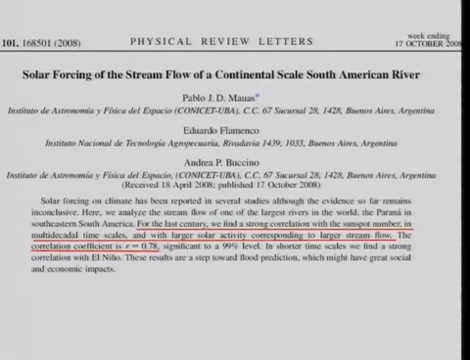 101, 168501 (2008)
PHYSICAL REVIEW LETTERS
week ending
17 OCTOBER 2008
Solar Forcing of the Stream Flow of a Continental Scale South American River
Pablo J. D. Mauas*
Instituto de Astronomía y Física del Espacio (CONICET-UBA), C.C. 67 Sucursal 28, 1428, Buenos Aires, Argentina
Eduardo Flamenco
Instituto Nacional de Tecnología Agropecuaria, Rivadavia 1439, 1033, Buenos Aires, Argentina
Andrea P. Buccino
Instituto de Astronomía y Física del Espacio, (CONICET-UBA), C.C. 67 Sucursal 28, 1428, Buenos Aires, Argentina
(Received 18 April 2008; published 17 October 2008)
Solar forcing on climate has been reported in several studies although the evidence so far remains
inconclusive. Here, we analyze the stream flow of one of the largest rivers in the world, the Paraná in
southeastern South America. For the last century, we find a strong correlation with the sunspot number, in
multidecadal time scales, and with larger solar activity corresponding to larger stream flow. The
correlation coefficient is r = 0.78, significant to a 99% level. In shorter time scales we find a strong
correlation with El Niño. These results are a step toward flood prediction, which might have great social
and economic impacts.